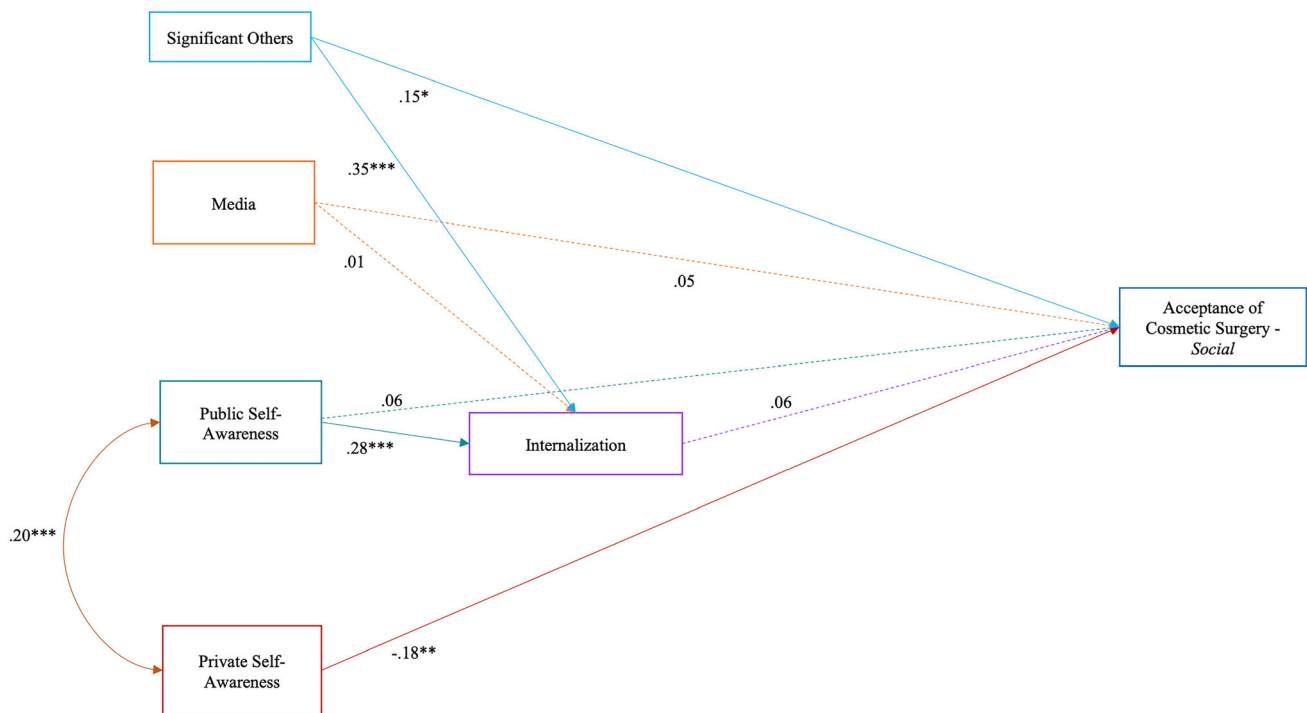 Significant Others
.15*
.35***
Media
.01
.05
Acceptance of
Cosmetic Surgery -
Social
Public Self-
Awareness
.06
.06
.28***
Internalization
.20***
Private Self-
Awareness
-.18**